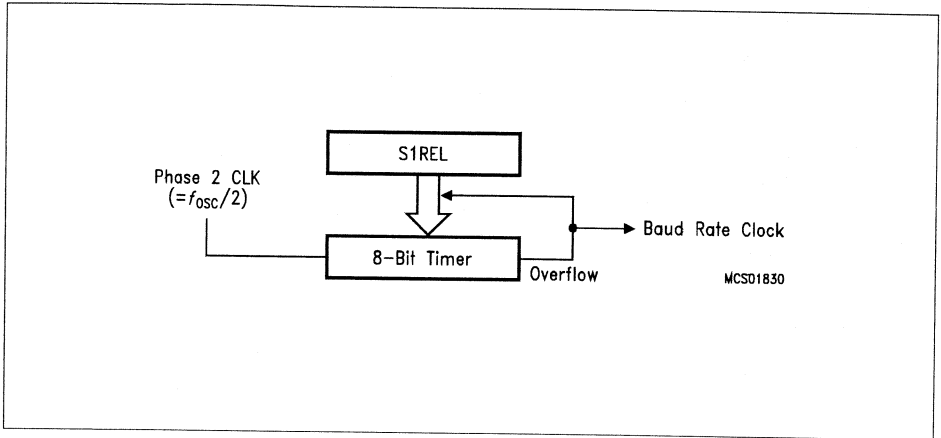 S1REL
Phase 2 CLK
(=fOSC/2)
8-Bit Timer
Overflow
Baud Rate Clock
MCS01830